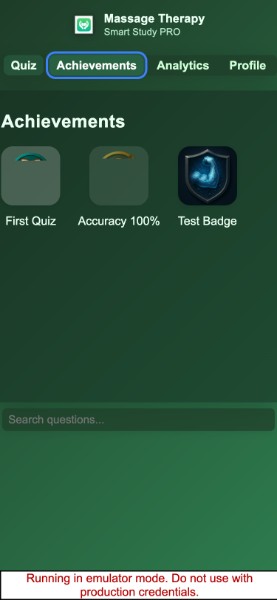 Massage Therapy
Smart Study PRO
Quiz
Achievements
Analytics
Profile
Achievements
First Quiz
Accuracy 100%
Test Badge
Search questions...
Running in emulator mode. Do not use with
production credentials.